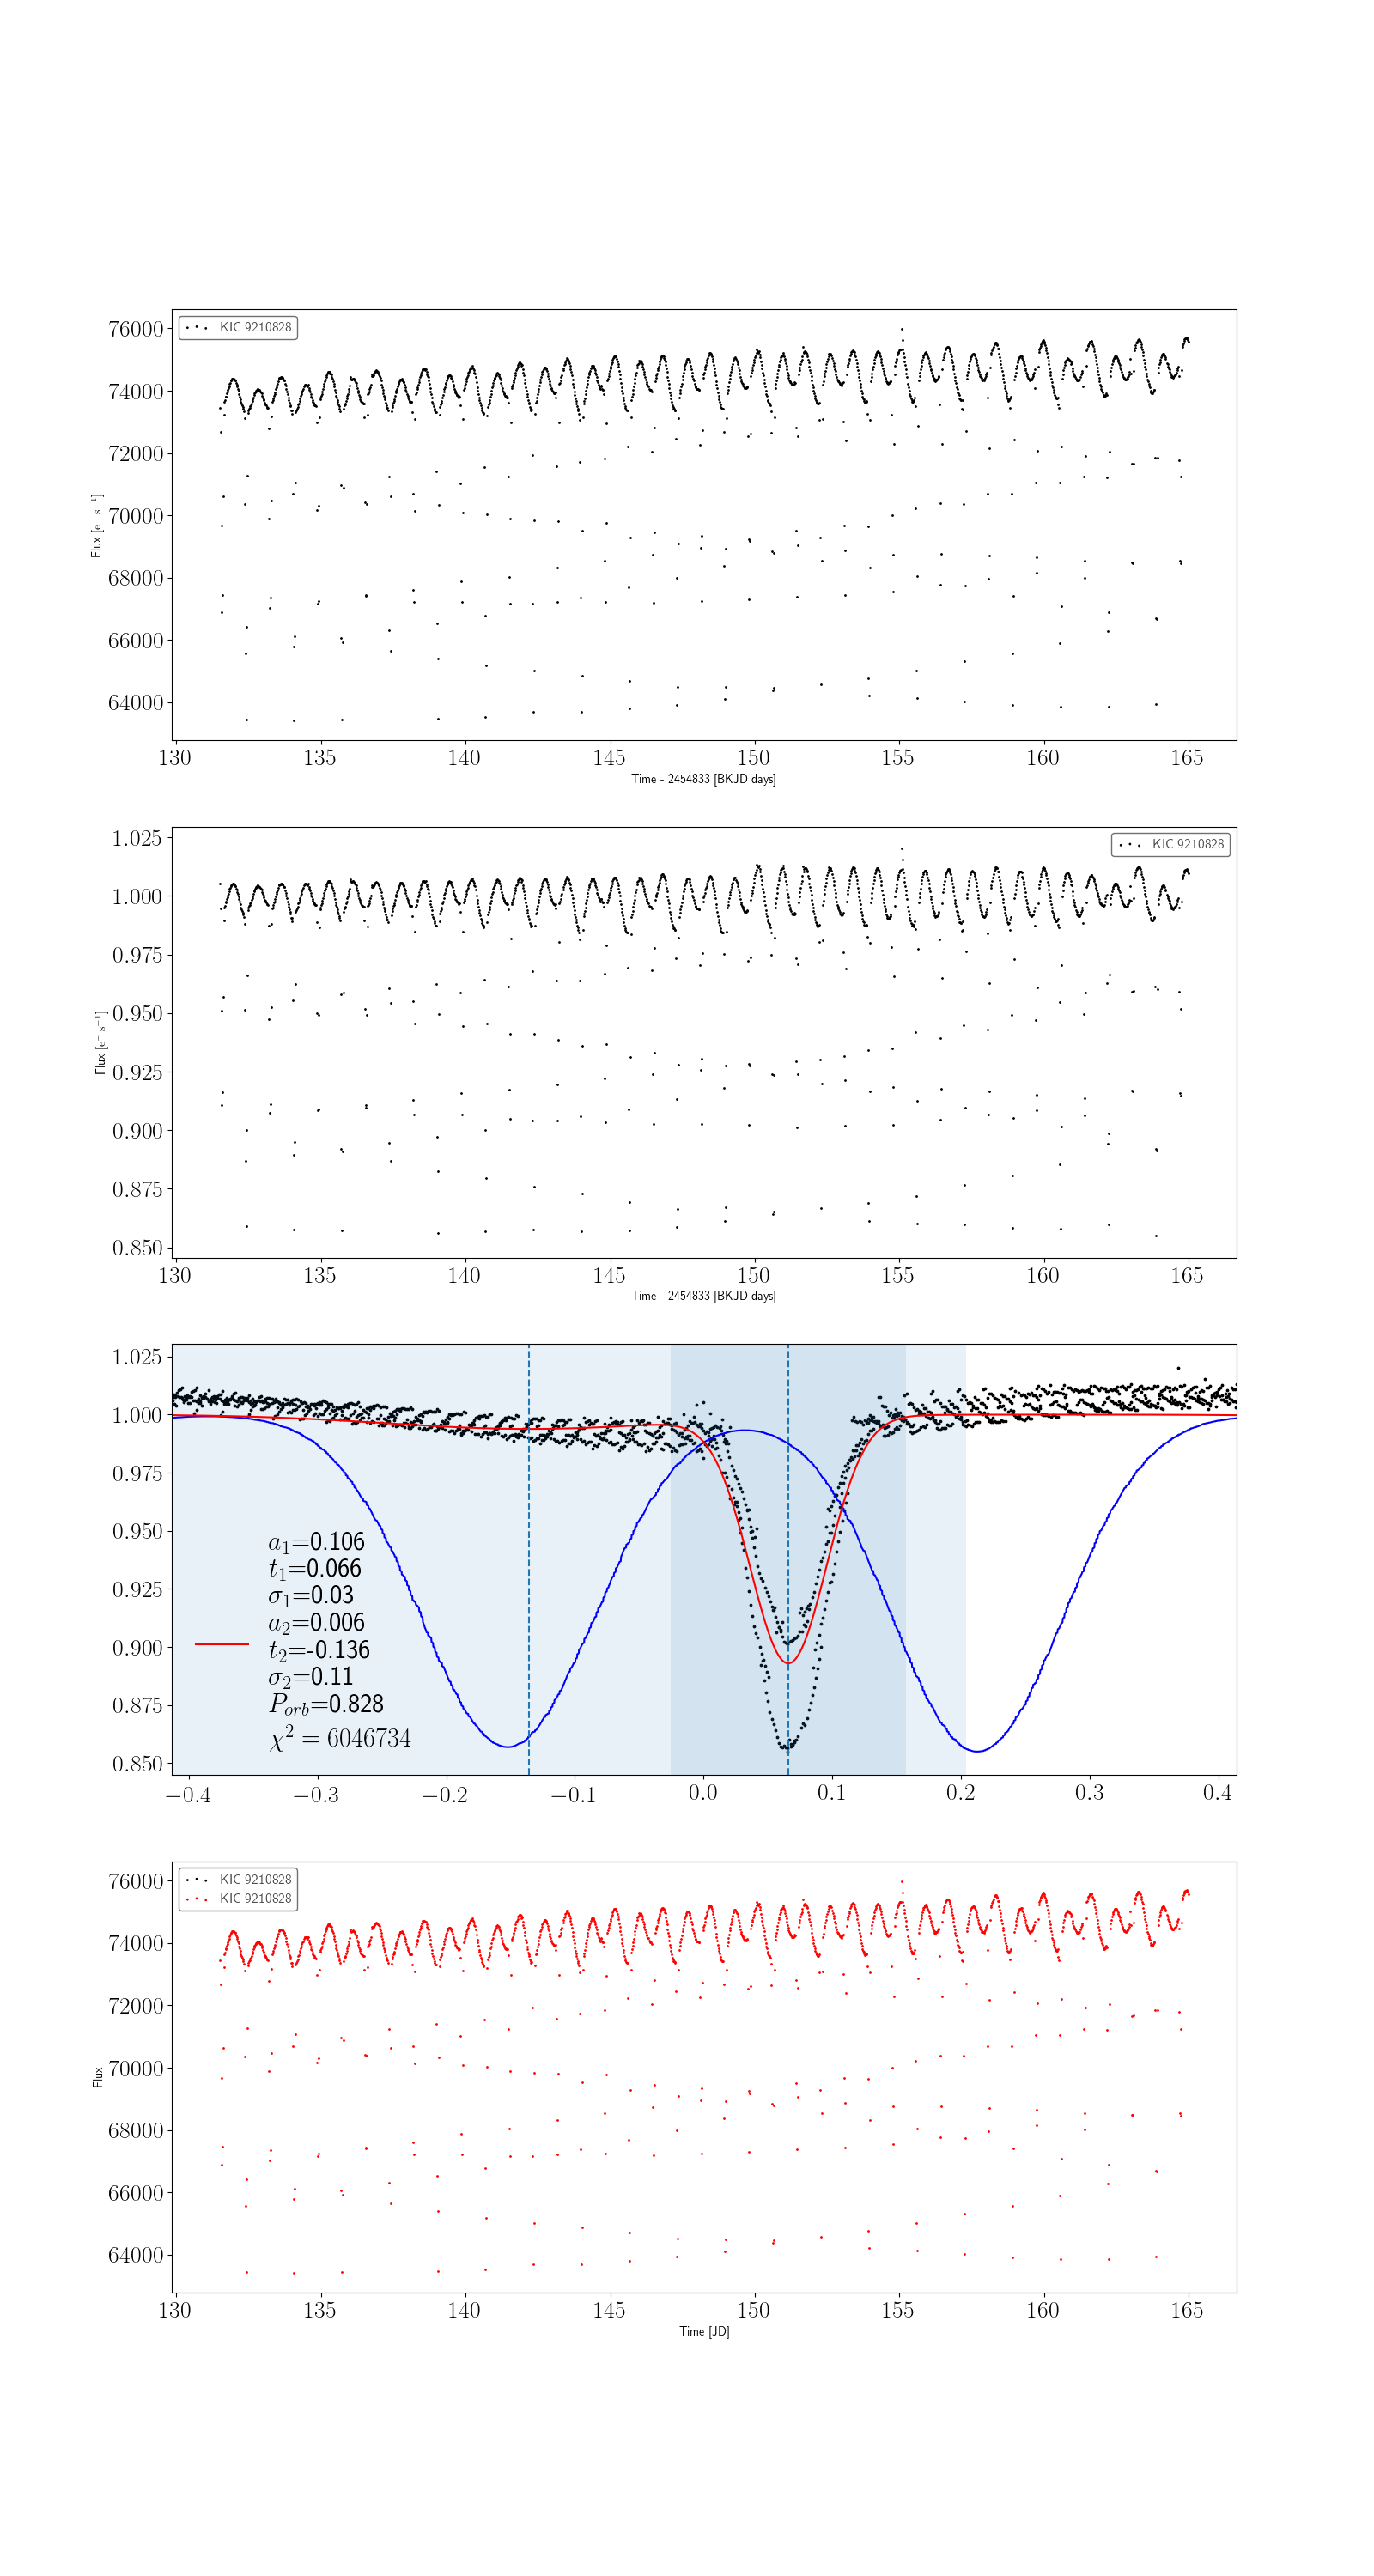 KIC 9210828
76000
74000
72000
70000
68000
66000
64000
Flux [e⁻ s⁻¹]
130 135 140 145 150 155 160 165
Time - 2454833 [BKJD days]
KIC 9210828
1.025
1.000
0.975
0.950
0.925
0.900
0.875
0.850
Flux [e⁻ s⁻¹]
130 135 140 145 150 155 160 165
Time - 2454833 [BKJD days]
1.025
1.000
0.975
0.950
0.925
0.900
0.875
0.850
a₁=0.106
t₁=0.066
σ₁=0.03
a₂=0.006
t₂=-0.136
σ₂=0.11
P_orb=0.828
χ² = 6046734
−0.4 −0.3 −0.2 −0.1 0.0 0.1 0.2 0.3 0.4
KIC 9210828
KIC 9210828
76000
74000
72000
70000
68000
66000
64000
Flux
130 135 140 145 150 155 160 165
Time [JD]